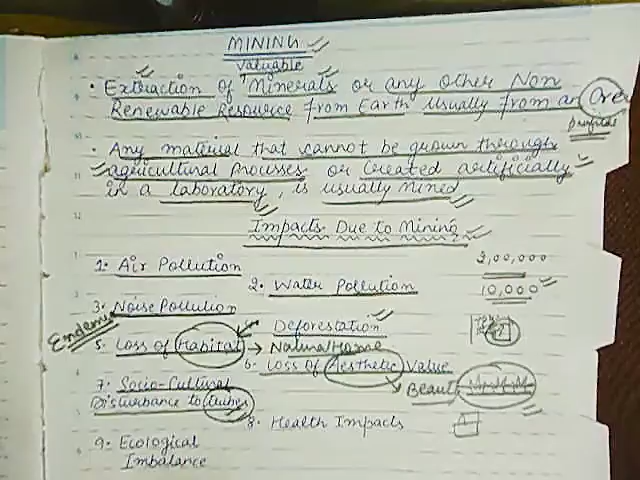 MINING
Valuable
• Extraction of Minerals or any other Non
Renewable Resource from Earth usually from an Ore
profitab
• Any material that cannot be grown through
agricultural processes or created artificially
in a laboratory, is usually mined
Impacts Due to Mining
1. Air Pollution
2,00,000
2. Water Pollution
10,000
3. Noise Pollution
Deforestation
Endemic
5. Loss of Habitat → Natural Home
6. Loss of Aesthetic Value
Beauty
7. Socio-Cultural
Disturbance to Tribes
8. Health Impacts
9. Ecological
Imbalance